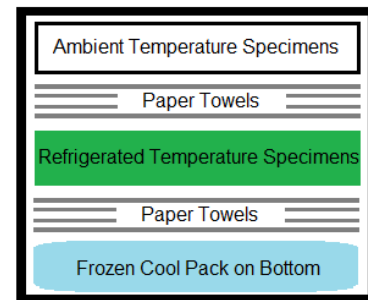 Ambient Temperature Specimens
Paper Towels
Refrigerated Temperature Specimens
Paper Towels
Frozen Cool Pack on Bottom